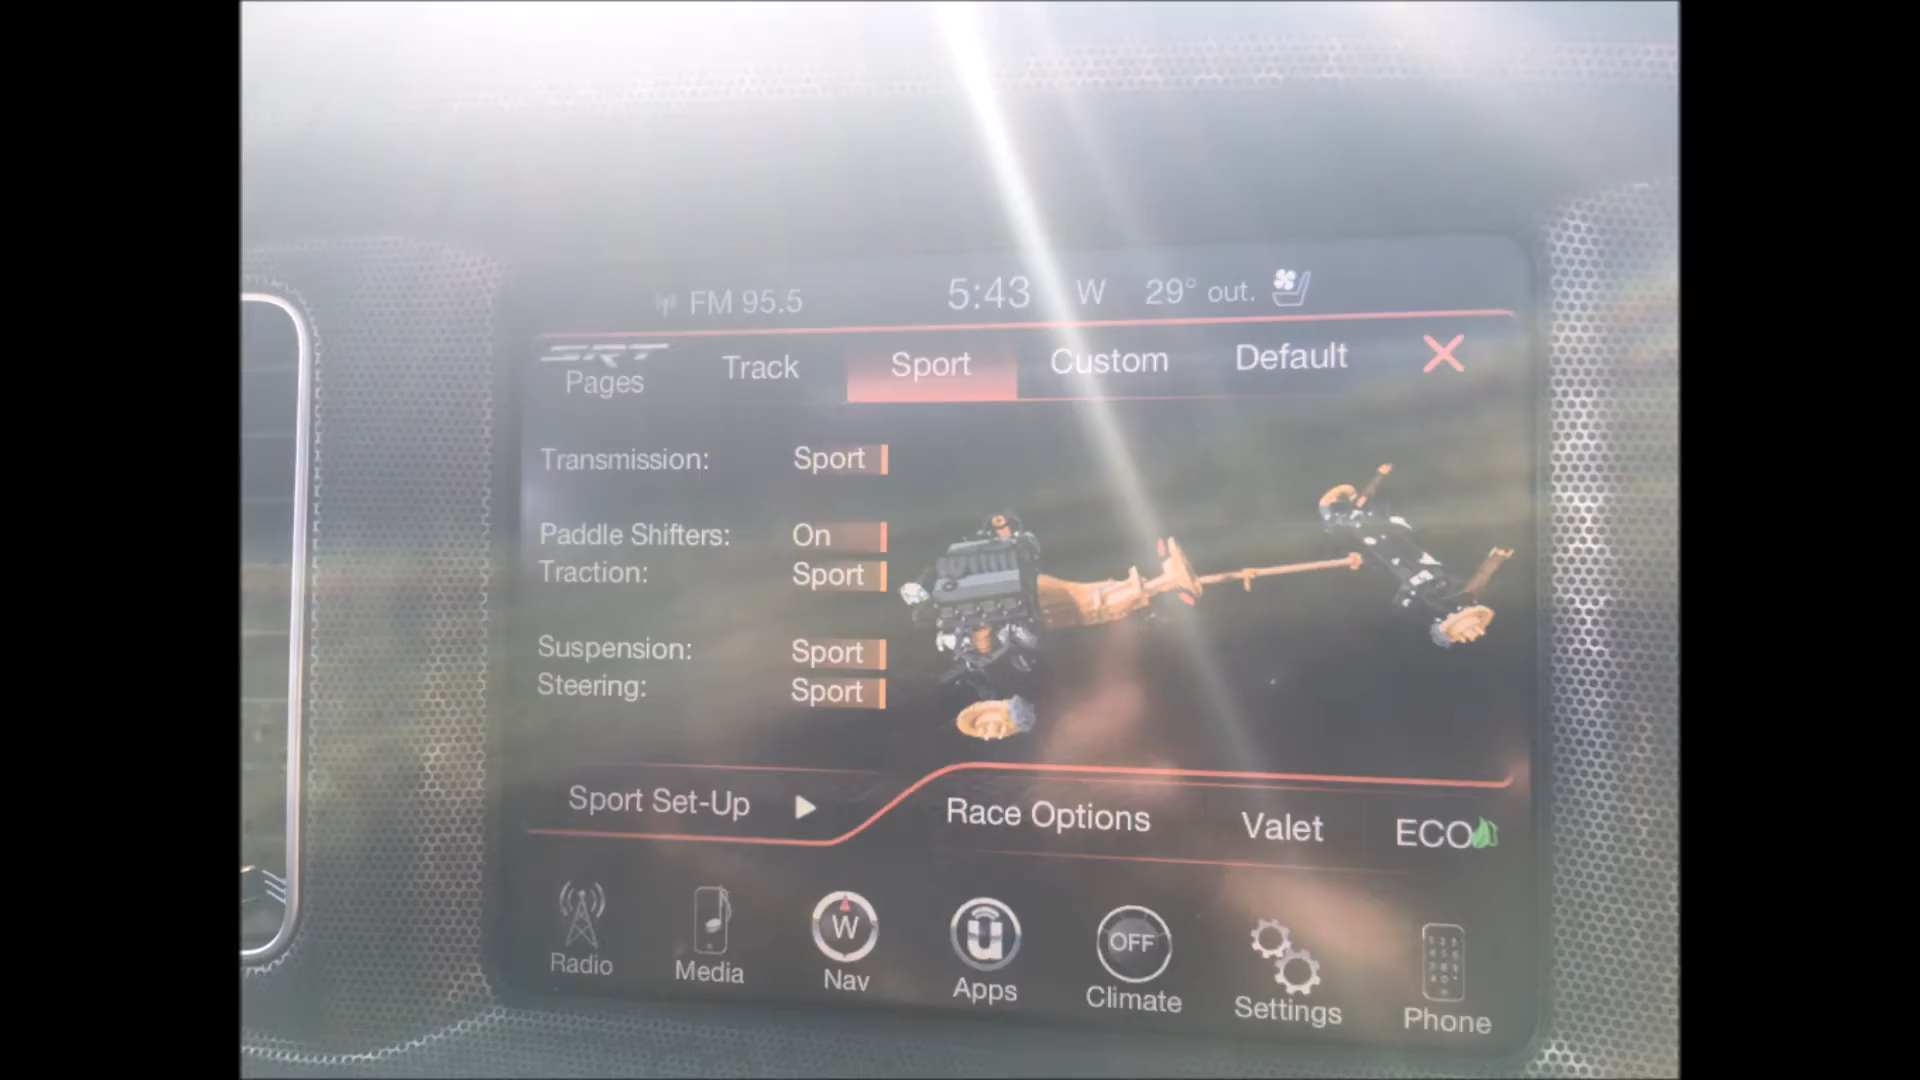 FM 95.5 5:43 W 29° out.
SRT Pages Track Sport Custom Default
Transmission: Sport
Paddle Shifters: On
Traction: Sport
Suspension: Sport
Steering: Sport
Sport Set-Up Race Options Valet ECO
W OFF
Radio Media Nav Apps Climate Settings Phone